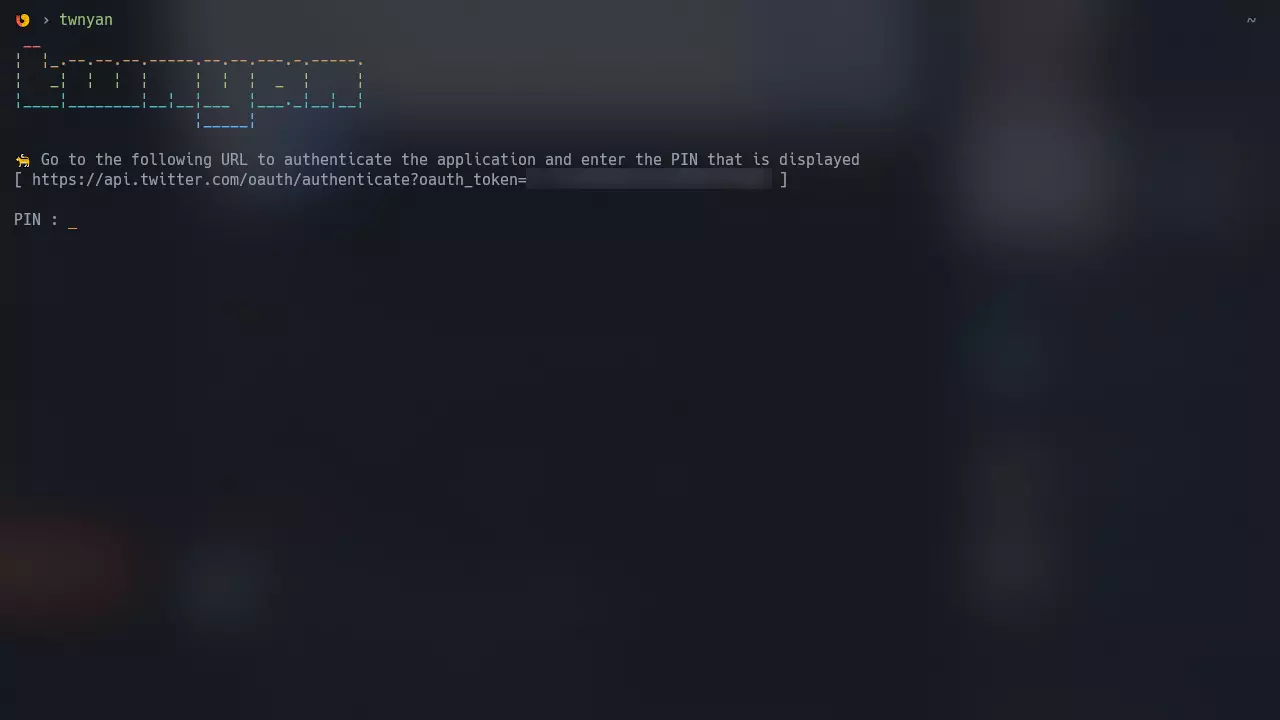 › twnyan ~
twnyan
Go to the following URL to authenticate the application and enter the PIN that is displayed
[ https://api.twitter.com/oauth/authenticate?oauth_token= ]
PIN : _